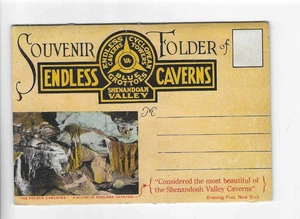 SOUVENIR FOLDER of
ENDLESS CAVERNS
CYCLOPEAN TOWERS
VA.
ENDLESS CAVERNS
BLUE GROTTOES
SHENANDOAH
VALLEY
M
THE FROZEN CASCADES - A SCENE IN ENDLESS CAVERNS
"Considered the most beautiful of
the Shenandoah Valley Caverns"
Evening Post, New York